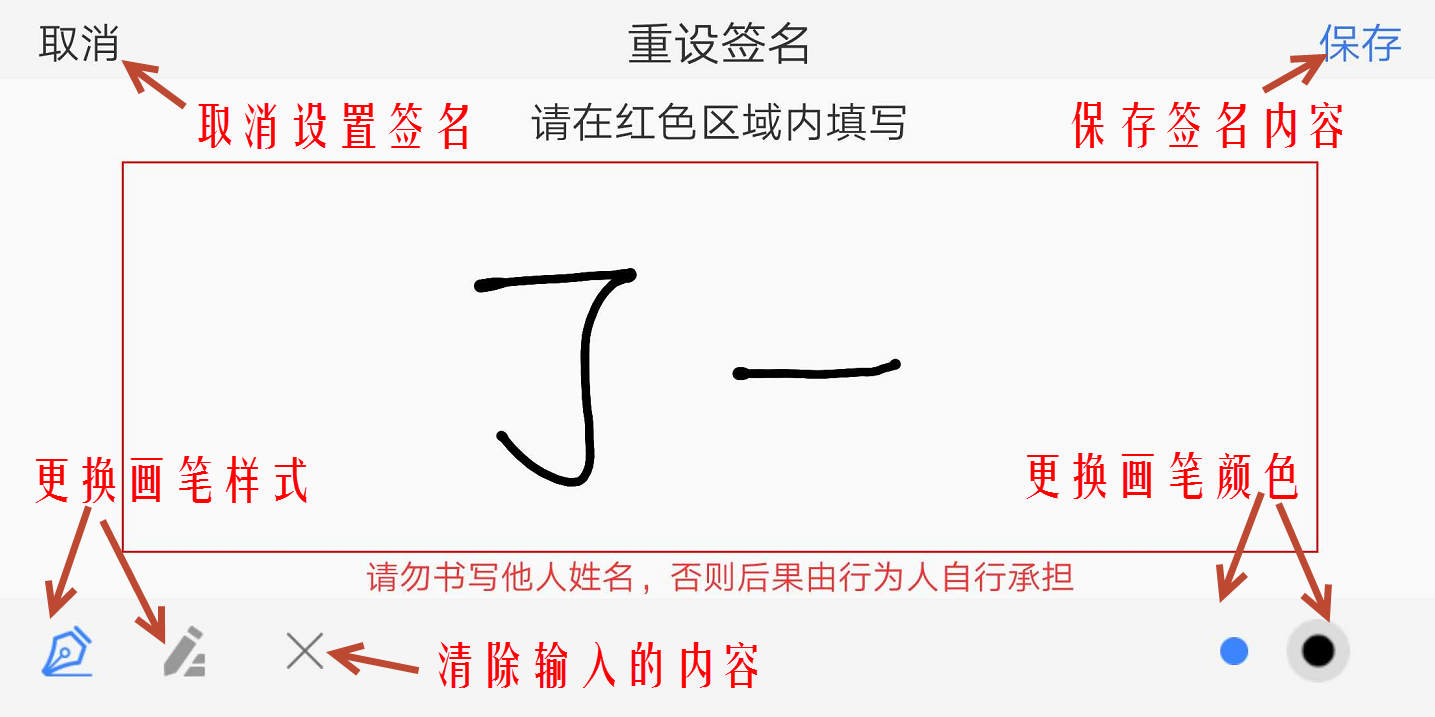 取消 重设签名 保存
取消设置签名 请在红色区域内填写 保存签名内容
丁一
更换画笔样式 更换画笔颜色
请勿书写他人姓名，否则后果由行为人自行承担
清除输入的内容